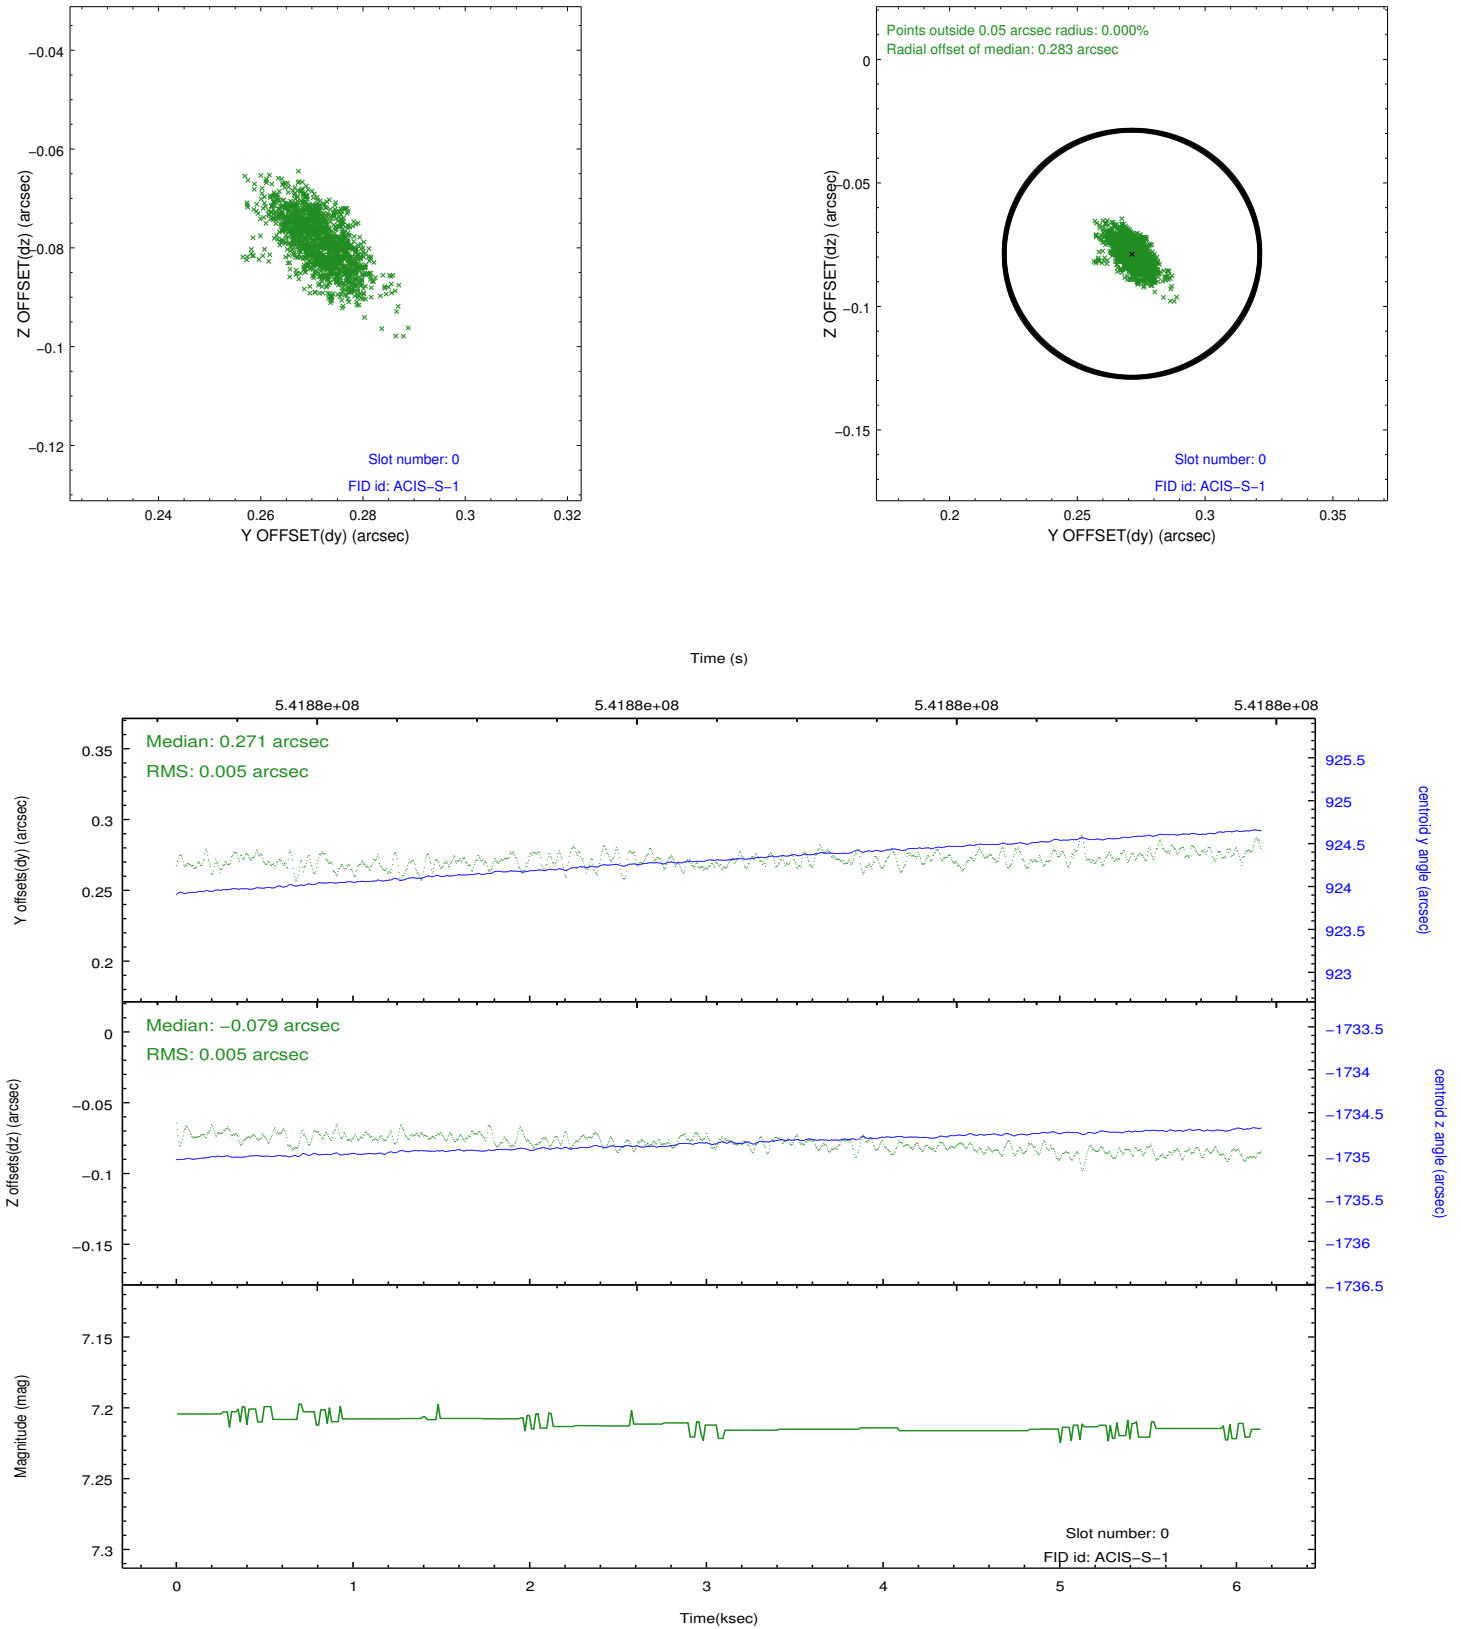 −0.04
−0.06
−0.08
−0.1
−0.12
Z OFFSET(dz) (arcsec)
Slot number: 0
FID id: ACIS−S−1
0.24 0.26 0.28 0.3 0.32
Y OFFSET(dy) (arcsec)
Points outside 0.05 arcsec radius: 0.000%
Radial offset of median: 0.283 arcsec
0
−0.05
−0.1
−0.15
Z OFFSET(dz) (arcsec)
Slot number: 0
FID id: ACIS−S−1
0.2 0.25 0.3 0.35
Y OFFSET(dy) (arcsec)
Time (s)
5.4188e+08 5.4188e+08 5.4188e+08 5.4188e+08
Median: 0.271 arcsec
RMS: 0.005 arcsec
0.35
0.3
0.25
0.2
Y offsets(dy) (arcsec)
925.5
925
924.5
924
923.5
923
centroid y angle (arcsec)
Median: −0.079 arcsec
RMS: 0.005 arcsec
0
−0.05
−0.1
−0.15
Z offsets(dz) (arcsec)
−1733.5
−1734
−1734.5
−1735
−1735.5
−1736
−1736.5
centroid z angle (arcsec)
7.15
7.2
7.25
7.3
Magnitude (mag)
Slot number: 0
FID id: ACIS−S−1
0 1 2 3 4 5 6
Time(ksec)